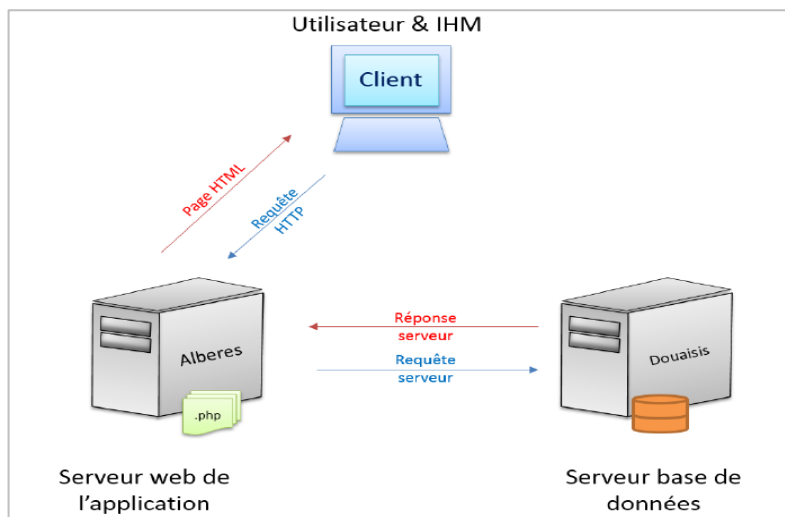 Utilisateur & IHM
Client
Page HTML
Requête
HTTP
Alberes
.php
Réponse
serveur
Requête
serveur
Douaisis
Serveur web de
l’application
Serveur base de
données